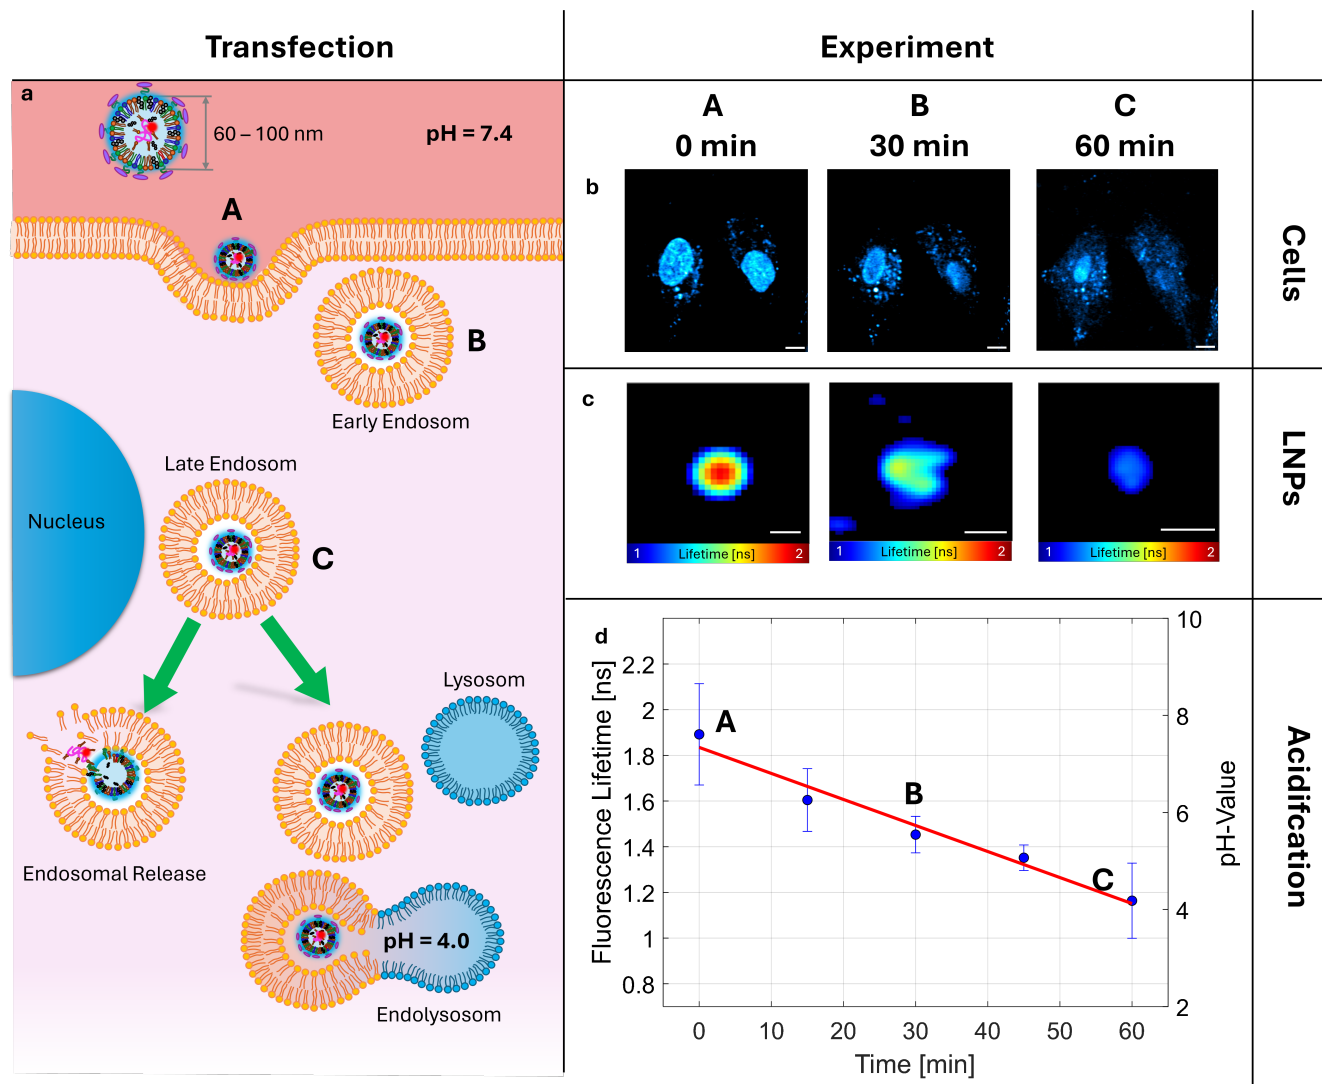 Transfection
Experiment
a
60 – 100 nm
pH = 7.4
A
B
Early Endosom
Late Endosom
Nucleus
C
Lysosom
Endosomal Release
pH = 4.0
Endolysosom
A
B
C
0 min
30 min
60 min
b
Cells
c
1 Lifetime [ns] 2
1 Lifetime [ns] 2
1 Lifetime [ns] 2
LNPs
d
Fluorescence Lifetime [ns]
2.2
2
1.8
1.6
1.4
1.2
1
0.8
A
B
C
10
8
6
4
2
pH-Value
0 10 20 30 40 50 60
Time [min]
Acidifcation